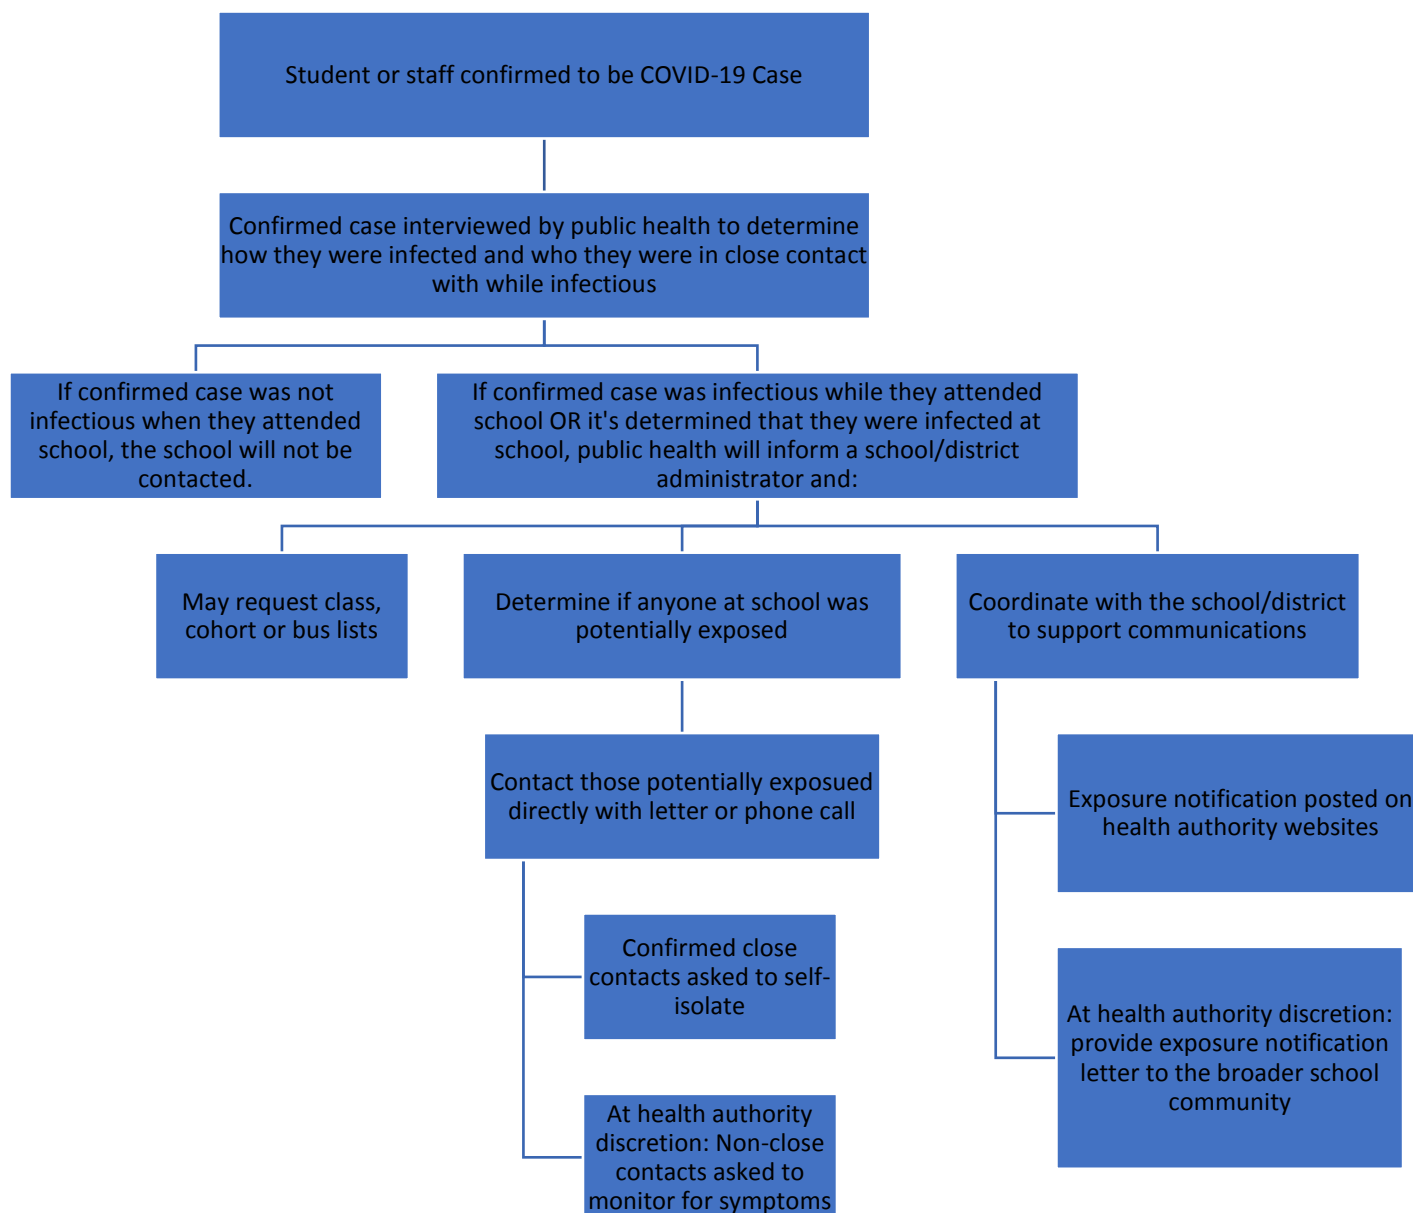 Student or staff confirmed to be COVID-19 Case
Confirmed case interviewed by public health to determine
how they were infected and who they were in close contact
with while infectious
If confirmed case was not
infectious when they attended
school, the school will not be
contacted.
If confirmed case was infectious while they attended
school OR it's determined that they were infected at
school, public health will inform a school/district
administrator and:
May request class,
cohort or bus lists
Determine if anyone at school was
potentially exposed
Coordinate with the school/district
to support communications
Contact those potentially exposued
directly with letter or phone call
Exposure notification posted on
health authority websites
Confirmed close
contacts asked to self-
isolate
At health authority discretion:
provide exposure notification
letter to the broader school
community
At health authority
discretion: Non-close
contacts asked to
monitor for symptoms